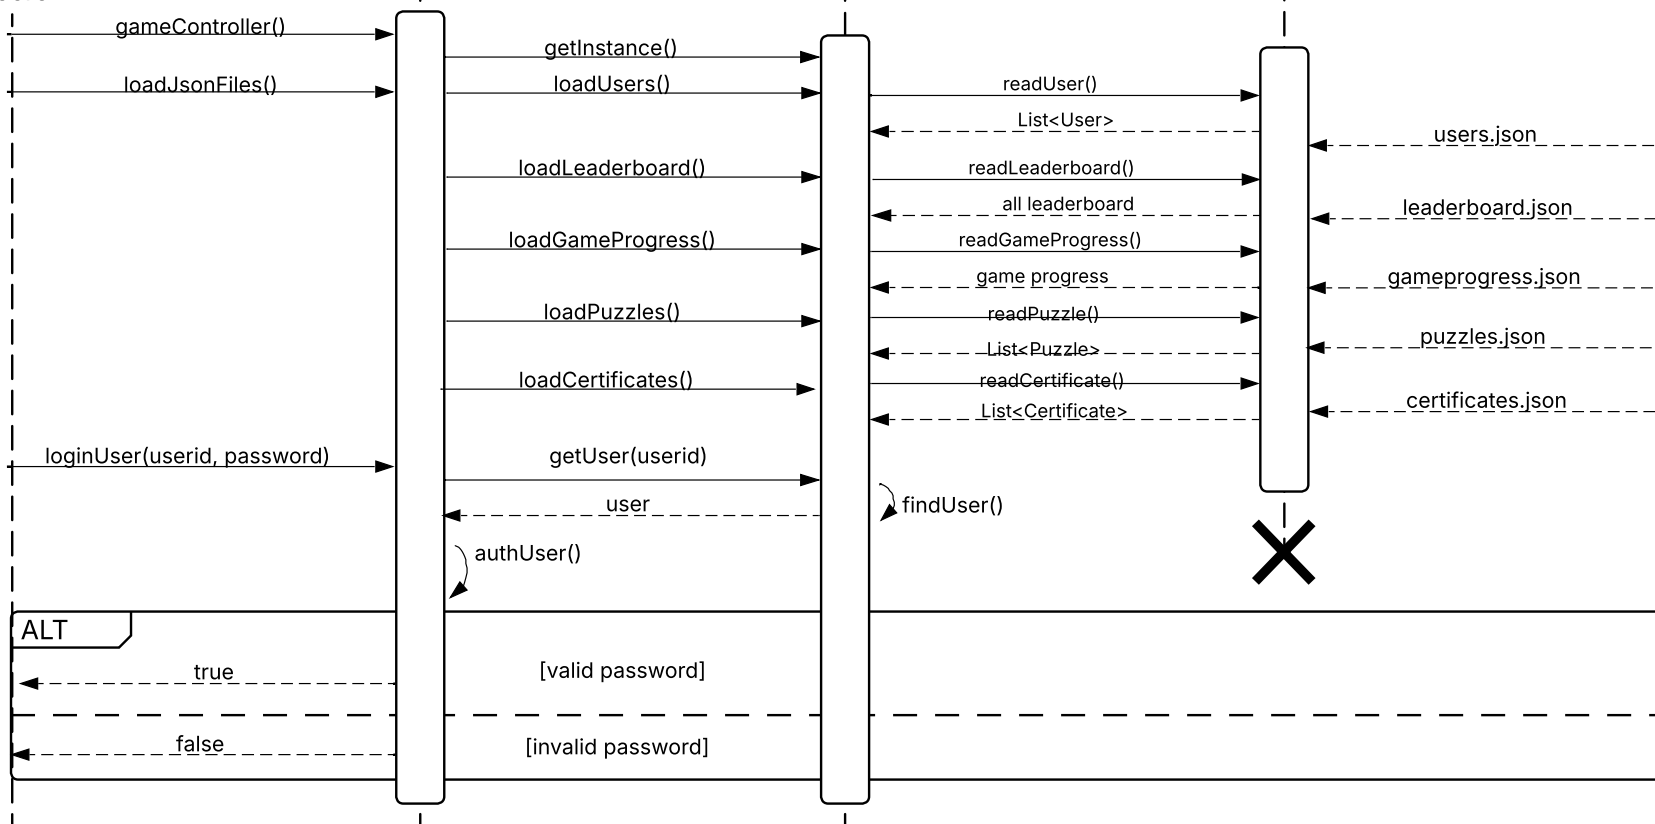 gameController()
getInstance()
loadJsonFiles()
loadUsers()
readUser()
List<User>
users.json
loadLeaderboard()
readLeaderboard()
all leaderboard
leaderboard.json
loadGameProgress()
readGameProgress()
game progress
gameprogress.json
loadPuzzles()
readPuzzle()
List<Puzzle>
puzzles.json
loadCertificates()
readCertificate()
List<Certificate>
certificates.json
loginUser(userid, password)
getUser(userid)
user
findUser()
authUser()
ALT
true
[valid password]
false
[invalid password]